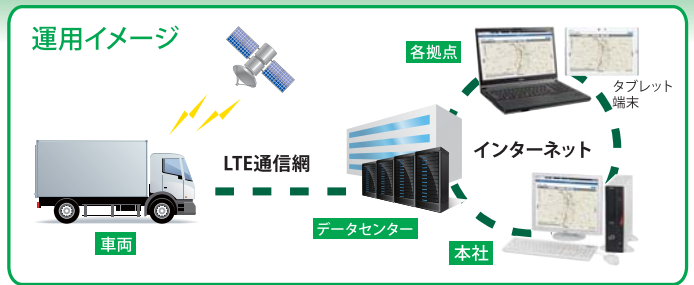 運用イメージ
各拠点
タブレット
端末
LTE通信網
インターネット
車両
データセンター
本社